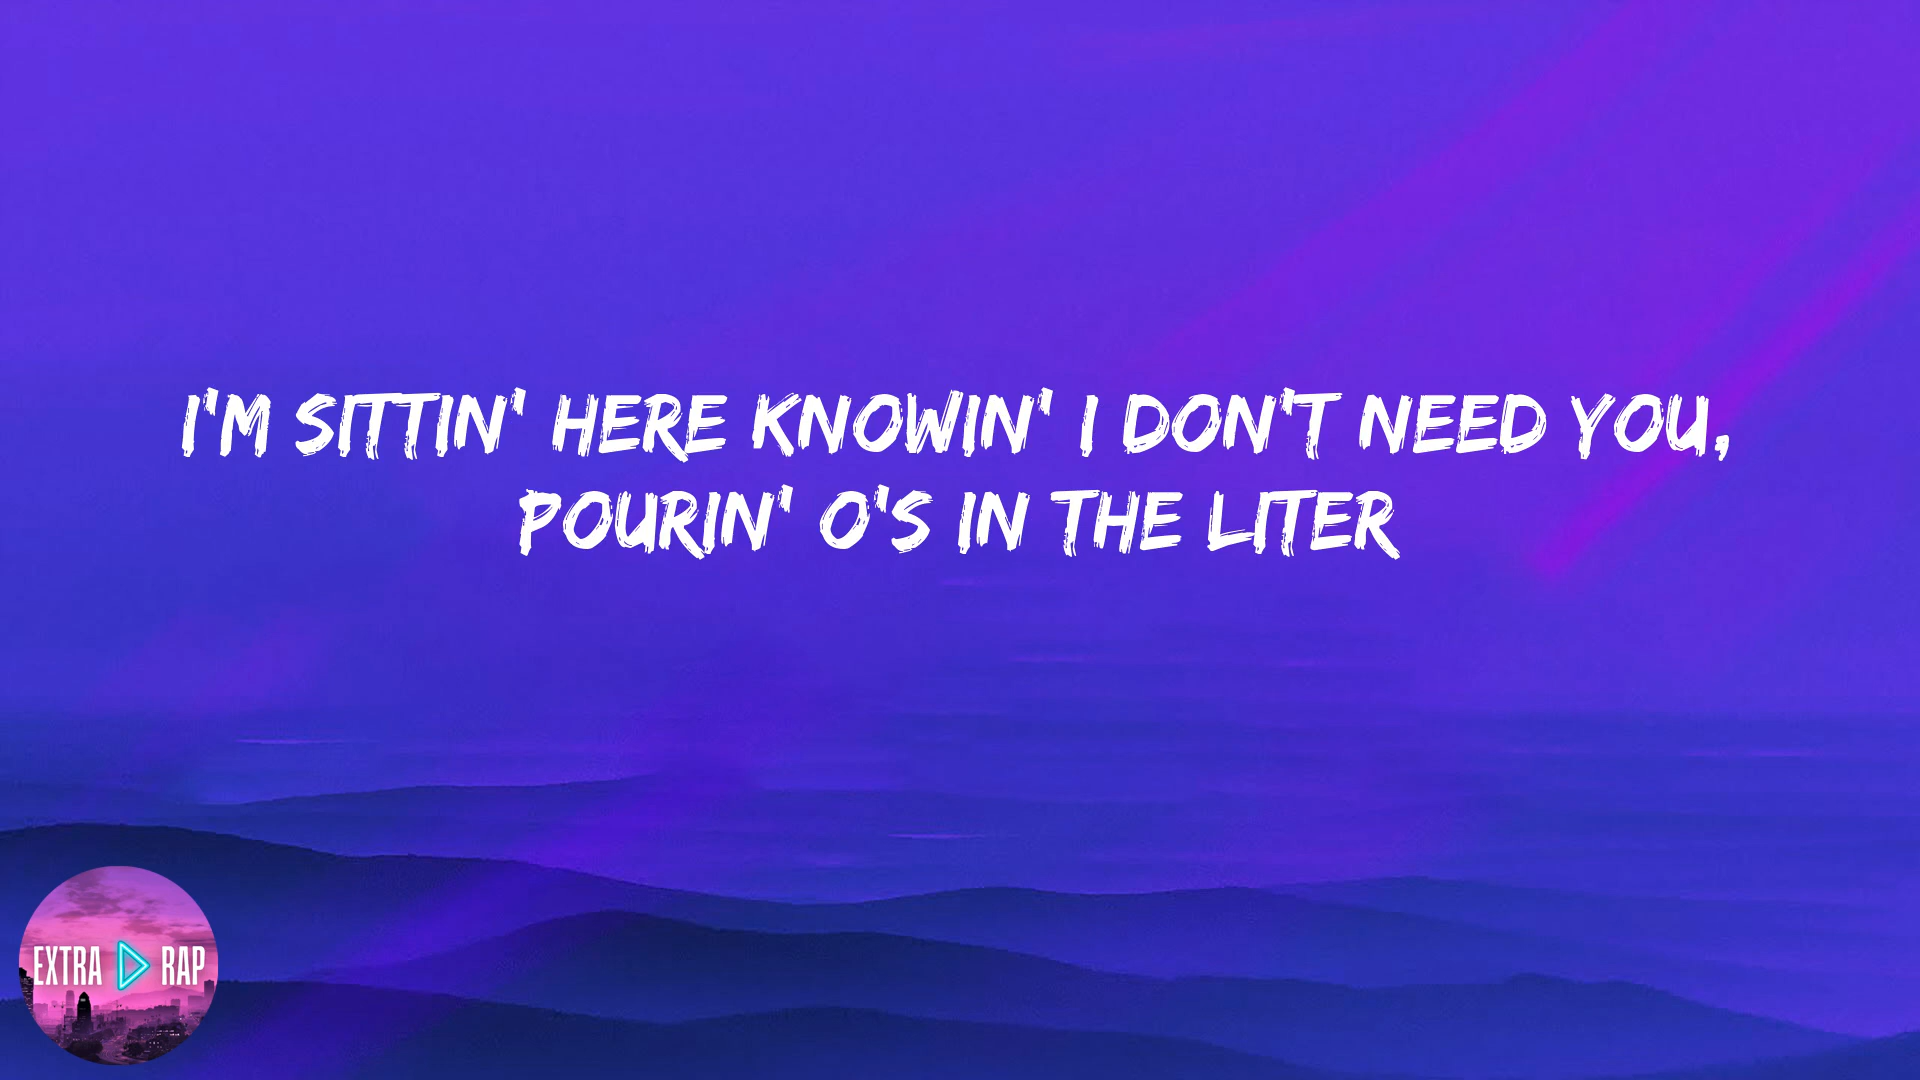 I'M SITTIN' HERE KNOWIN' I DON'T NEED YOU,
POURIN' O'S IN THE LITER
EXTRA RAP